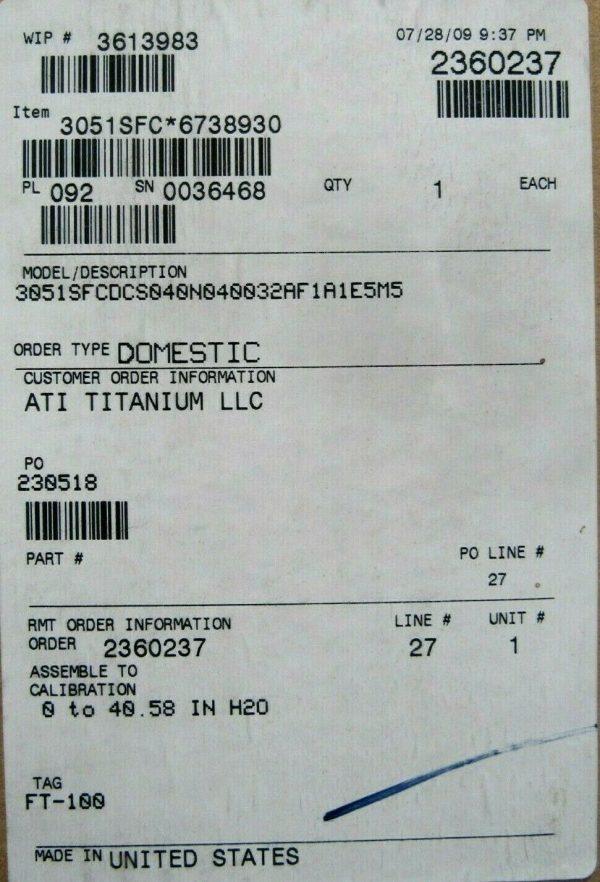 WIP # 3613983
07/28/09 9:37 PM
2360237
Item 3051SFC*6738930
PL 092 SN 0036468 QTY 1 EACH
MODEL/DESCRIPTION
3051SFCDCS040N040032AF1A1E5M5
ORDER TYPE DOMESTIC
CUSTOMER ORDER INFORMATION
ATI TITANIUM LLC
PO
230518
PART # PO LINE #
27
RMT ORDER INFORMATION LINE # UNIT #
ORDER 2360237 27 1
ASSEMBLE TO
CALIBRATION
0 to 40.58 IN H2O
TAG
FT-100
MADE IN UNITED STATES